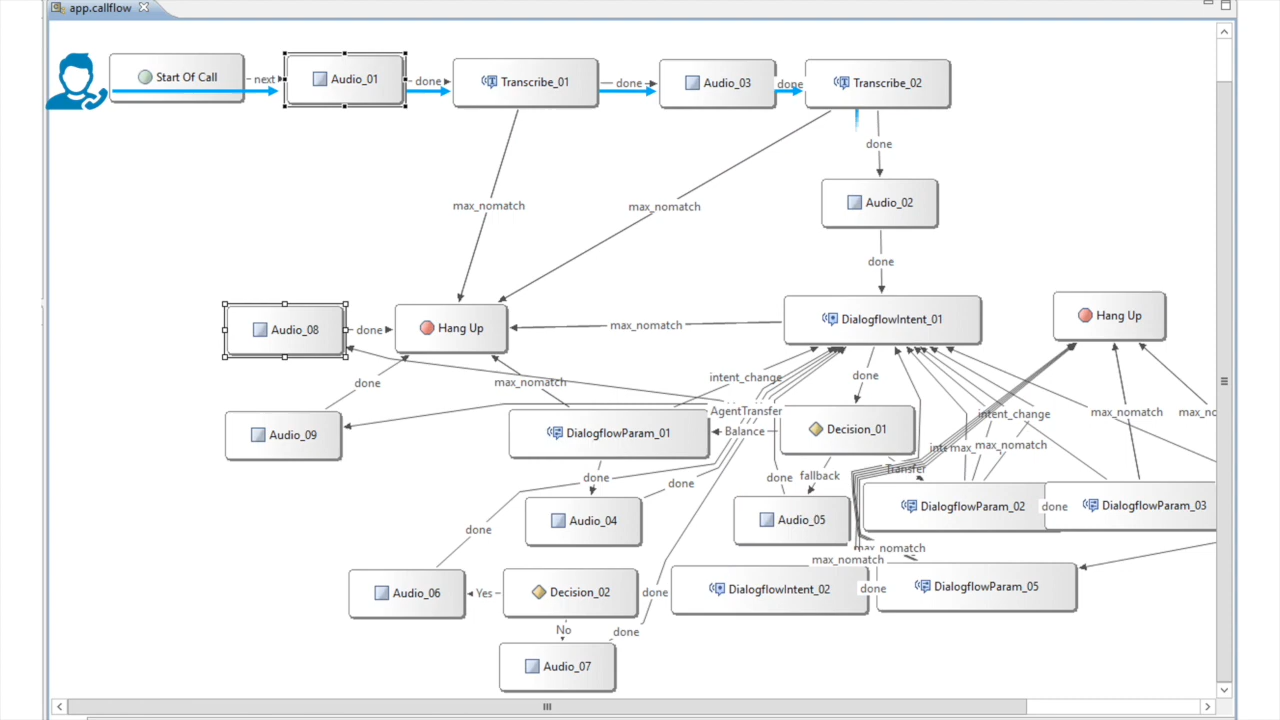 app.callflow
Start Of Call
next
Audio_01
done
Transcribe_01
done
Audio_03
done
Transcribe_02
done
max_nomatch
max_nomatch
Audio_02
done
Audio_08
done
Hang Up
max_nomatch
DialogflowIntent_01
Hang Up
done
max_nomatch
intent_change
done
AgentTransfer
intent_change
max_nomatch
Audio_09
DialogflowParam_01
Balance
Decision_01
max_nomatch
done
done
done
fallback
Transfer
Audio_04
Audio_05
DialogflowParam_02
done
DialogflowParam_03
done
max_nomatch
max_nomatch
Audio_06
Yes
Decision_02
done
DialogflowIntent_02
done
DialogflowParam_05
No
done
Audio_07